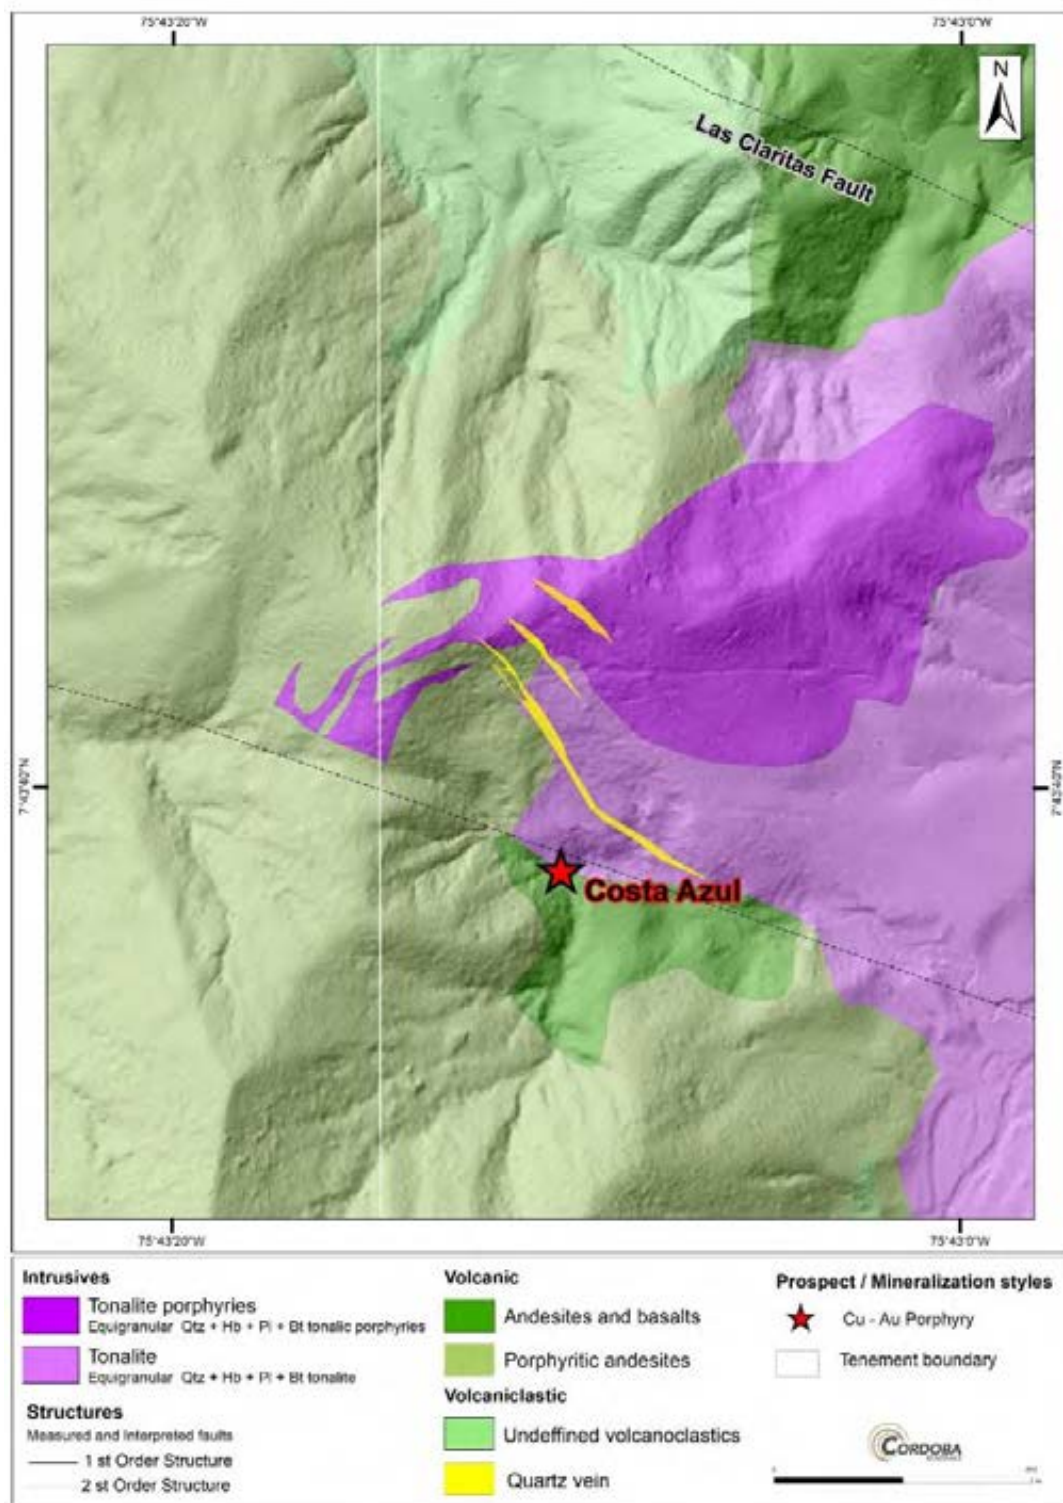 75°43'20"W
75°43'0"W
N
Las Claritas Fault
7°43'40"N
7°43'40"N
Costa Azul
75°43'20"W
75°43'0"W
Intrusives
Tonalite porphyries
Equigranular Qtz + Hb + Pl + Bt tonalic porphyries
Tonalite
Equigranular Qtz + Hb + Pl + Bt tonalite
Structures
Measured and Interpreted faults
1 st Order Structure
2 st Order Structure
Volcanic
Andesites and basalts
Porphyritic andesites
Volcaniclastic
Undeffined volcanoclastics
Quartz vein
Prospect / Mineralization styles
Cu - Au Porphyry
Tenement boundary
CORDOBA